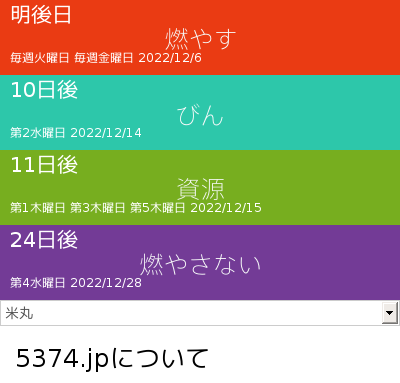 明後日
燃やす
毎週火曜日 毎週金曜日 2022/12/6
10日後
びん
第2水曜日 2022/12/14
11日後
資源
第1木曜日 第3木曜日 第5木曜日 2022/12/15
24日後
燃やさない
第4水曜日 2022/12/28
米丸
5374.jpについて